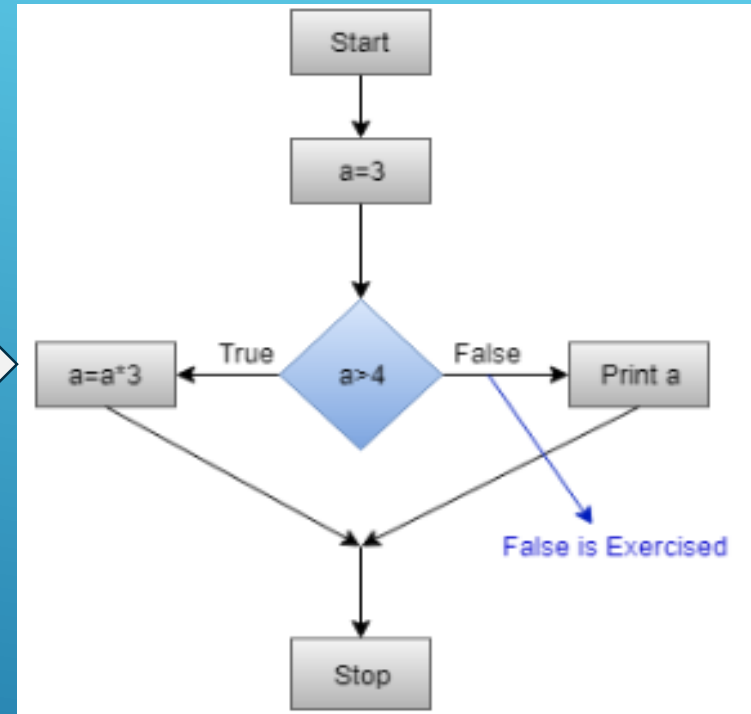 Start
a=3
True
a>4
False
a=a*3
Print a
False is Exercised
Stop